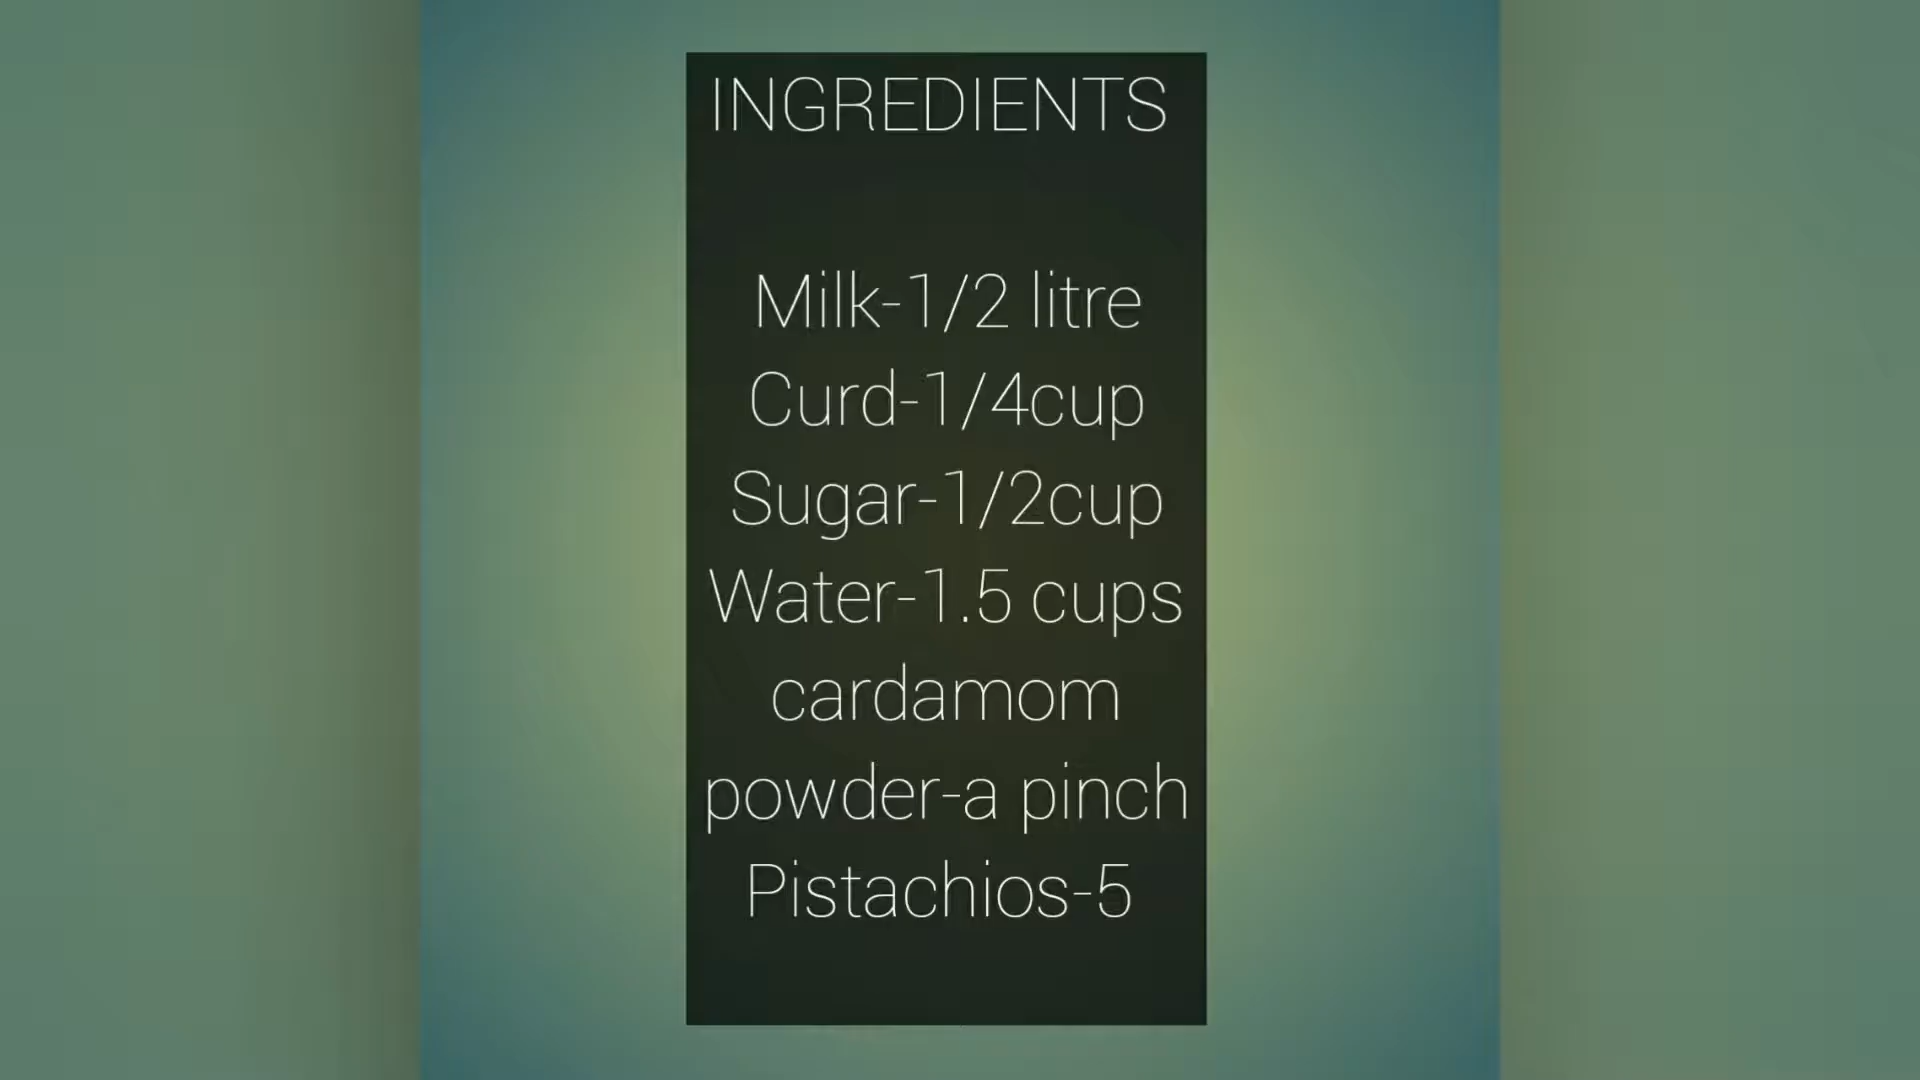 INGREDIENTS
Milk-1/2 litre
Curd-1/4cup
Sugar-1/2cup
Water-1.5 cups
cardamom
powder-a pinch
Pistachios-5